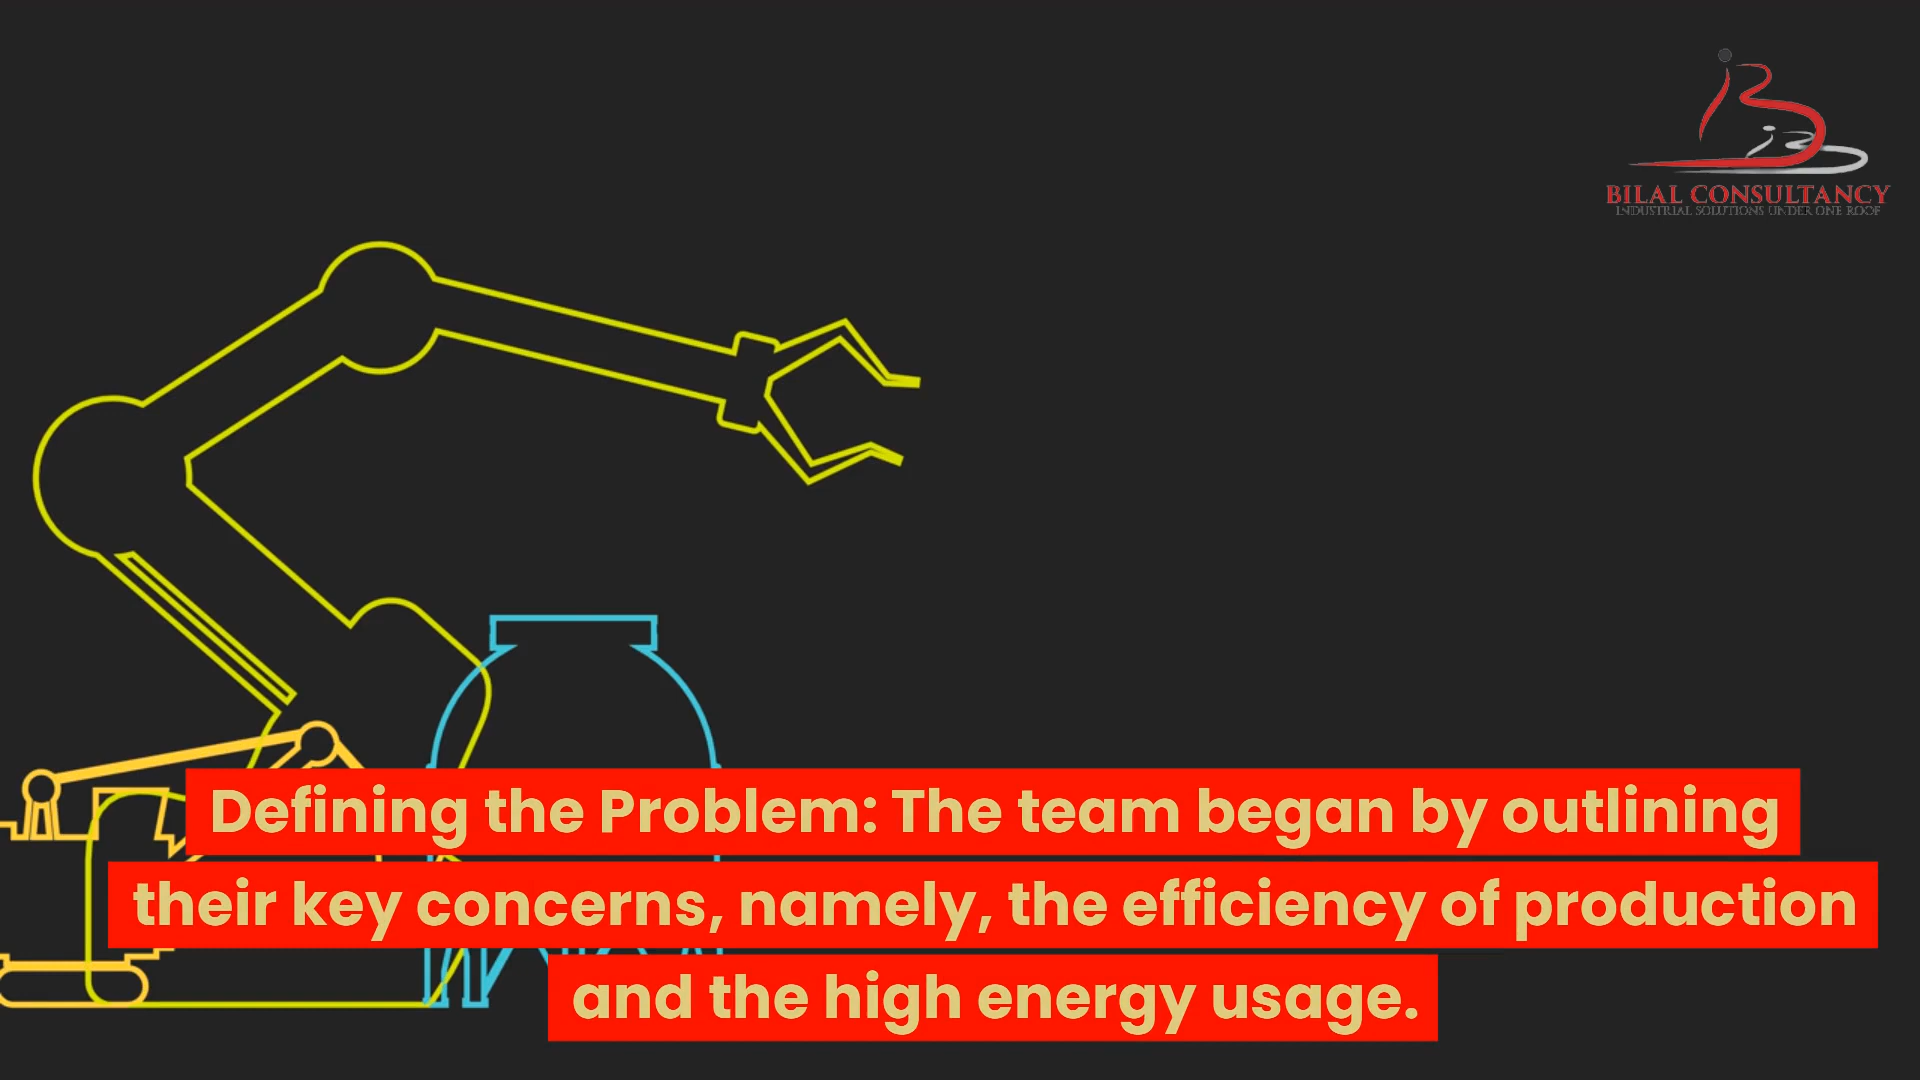 BILAL CONSULTANCY
INDUSTRIAL SOLUTIONS UNDER ONE ROOF
Defining the Problem: The team began by outlining
their key concerns, namely, the efficiency of production
and the high energy usage.